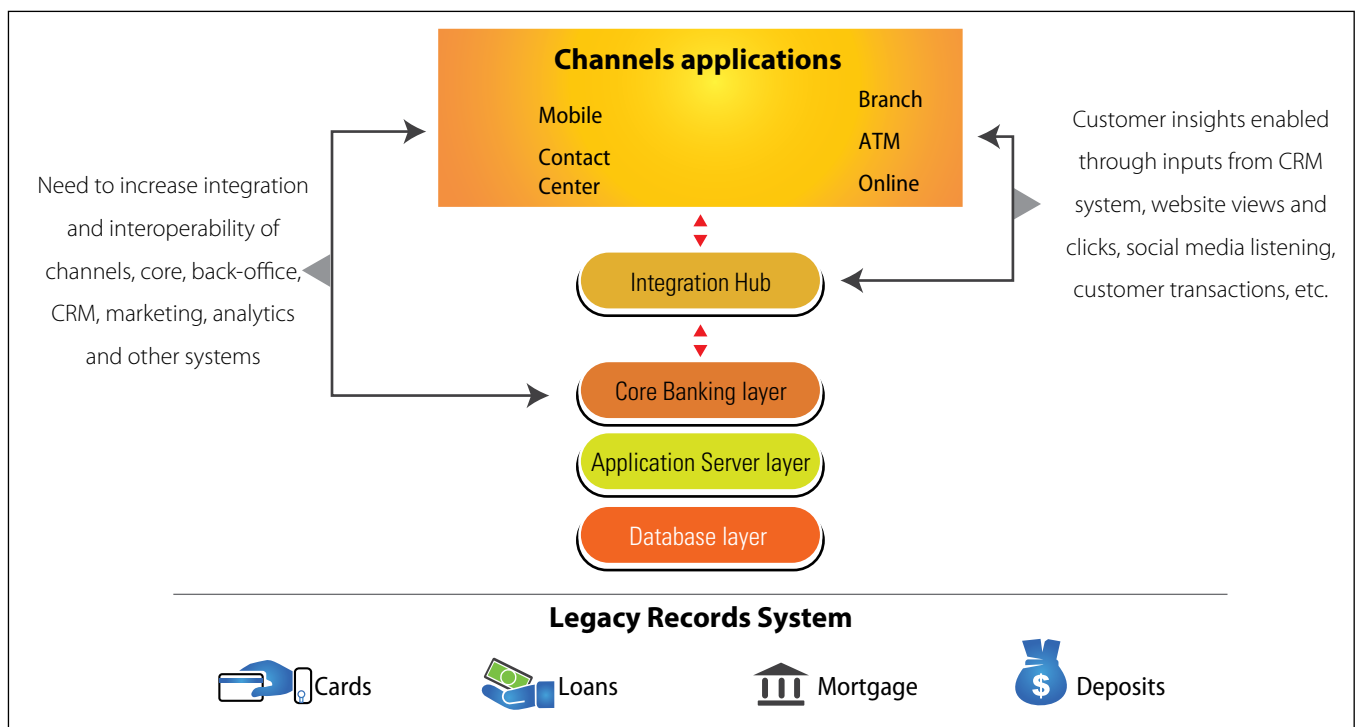 Channels applications
Mobile
Contact
Center
Branch
ATM
Online
Need to increase integration
and interoperability of
channels, core, back-office,
CRM, marketing, analytics
and other systems
Customer insights enabled
through inputs from CRM
system, website views and
clicks, social media listening,
customer transactions, etc.
Integration Hub
Core Banking layer
Application Server layer
Database layer
Legacy Records System
Cards
Loans
Mortgage
$
Deposits